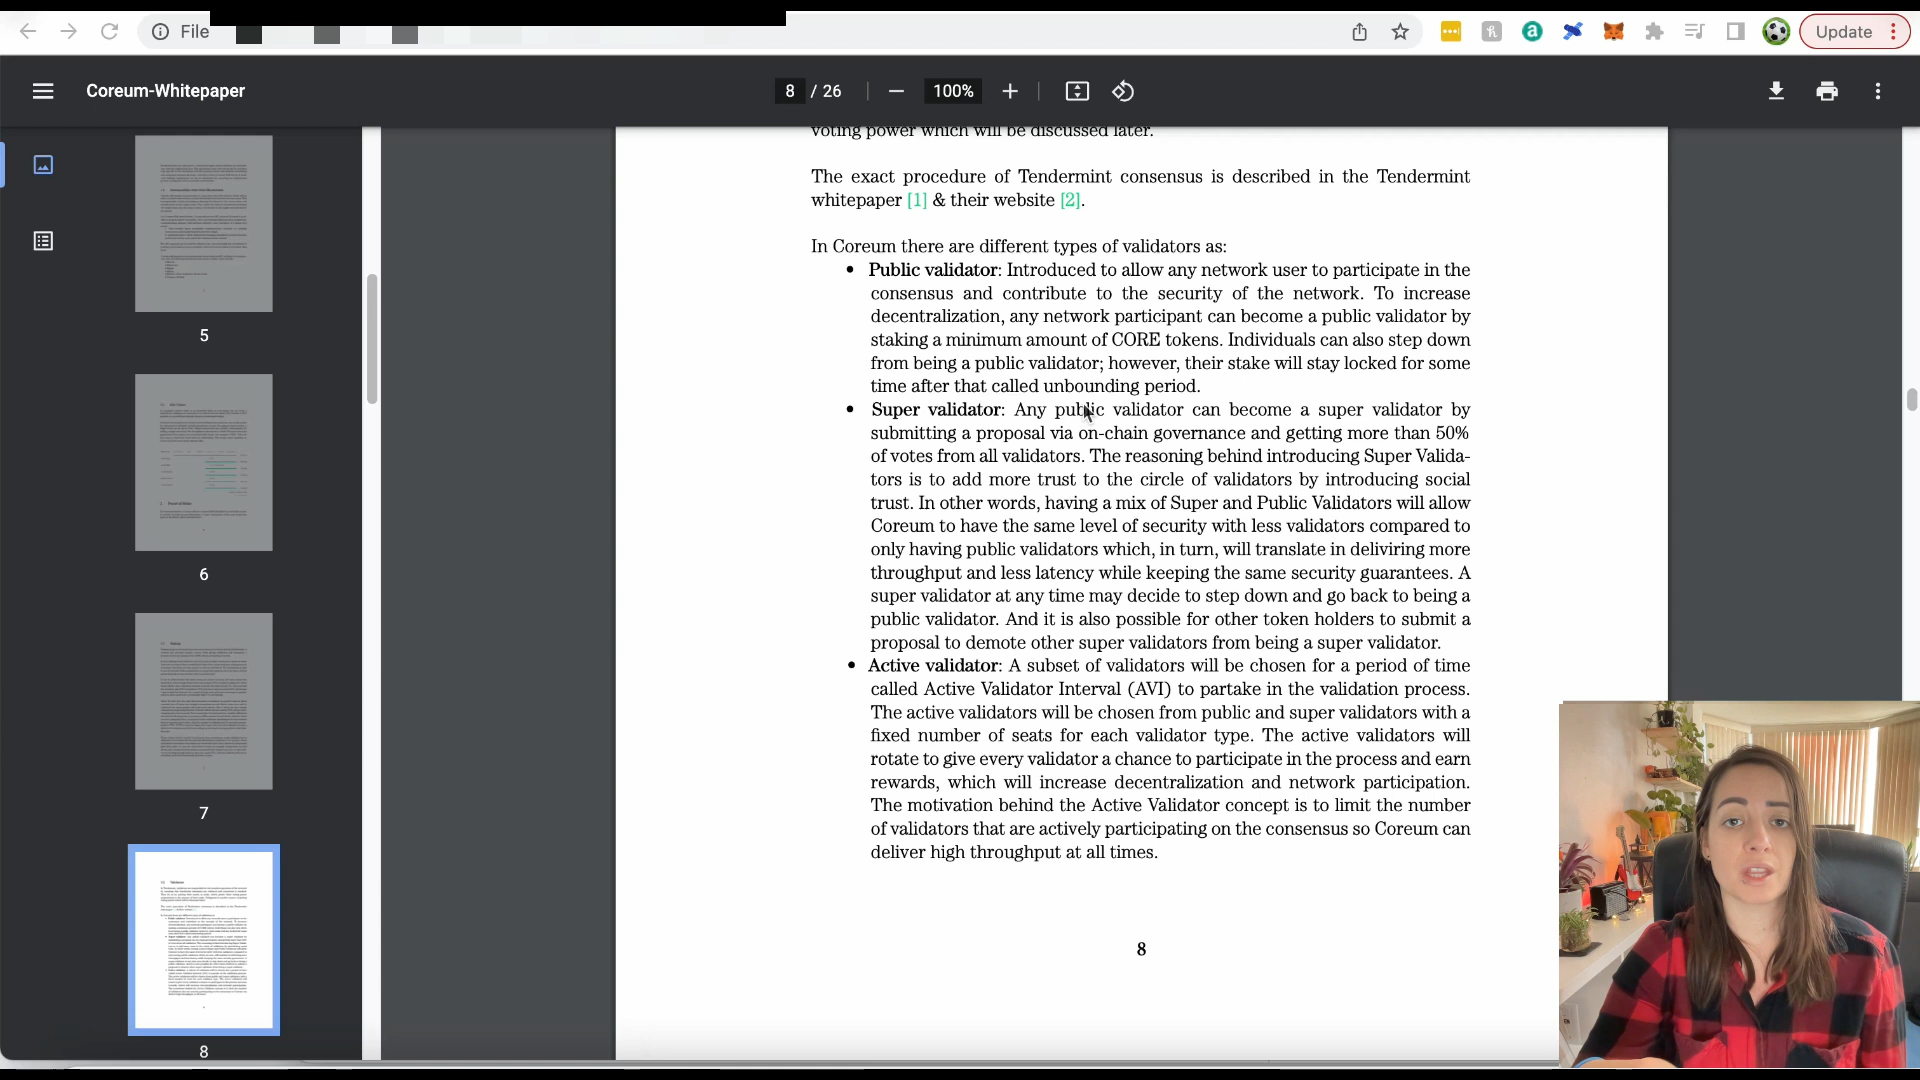 File
Update
Coreum-Whitepaper
8 / 26
100%
5
6
7
8
voting power which will be discussed later.
The exact procedure of Tendermint consensus is described in the Tendermint
whitepaper [1] & their website [2].
In Coreum there are different types of validators as:
• Public validator: Introduced to allow any network user to participate in the
consensus and contribute to the security of the network. To increase
decentralization, any network participant can become a public validator by
staking a minimum amount of CORE tokens. Individuals can also step down
from being a public validator; however, their stake will stay locked for some
time after that called unbounding period.
• Super validator: Any public validator can become a super validator by
submitting a proposal via on-chain governance and getting more than 50%
of votes from all validators. The reasoning behind introducing Super Valida-
tors is to add more trust to the circle of validators by introducing social
trust. In other words, having a mix of Super and Public Validators will allow
Coreum to have the same level of security with less validators compared to
only having public validators which, in turn, will translate in deliviring more
throughput and less latency while keeping the same security guarantees. A
super validator at any time may decide to step down and go back to being a
public validator. And it is also possible for other token holders to submit a
proposal to demote other super validators from being a super validator.
• Active validator: A subset of validators will be chosen for a period of time
called Active Validator Interval (AVI) to partake in the validation process.
The active validators will be chosen from public and super validators with a
fixed number of seats for each validator type. The active validators will
rotate to give every validator a chance to participate in the process and earn
rewards, which will increase decentralization and network participation.
The motivation behind the Active Validator concept is to limit the number
of validators that are actively participating on the consensus so Coreum can
deliver high throughput at all times.
8